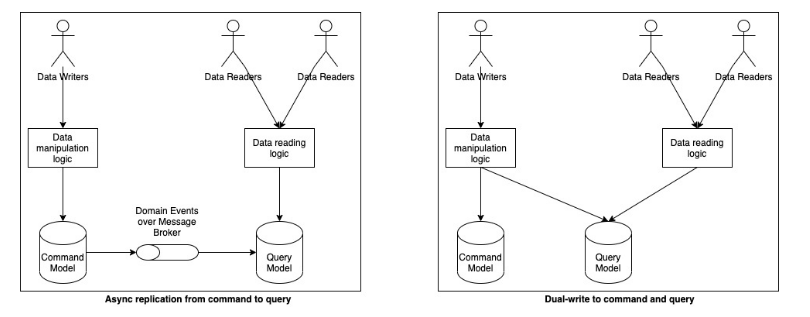 Data Writers
Data Readers
Data Readers
Data
manipulation
logic
Data reading
logic
Domain Events
over Message
Broker
Command
Model
Query
Model
Async replication from command to query
Data Writers
Data Readers
Data Readers
Data
manipulation
logic
Data reading
logic
Command
Model
Query
Model
Dual-write to command and query